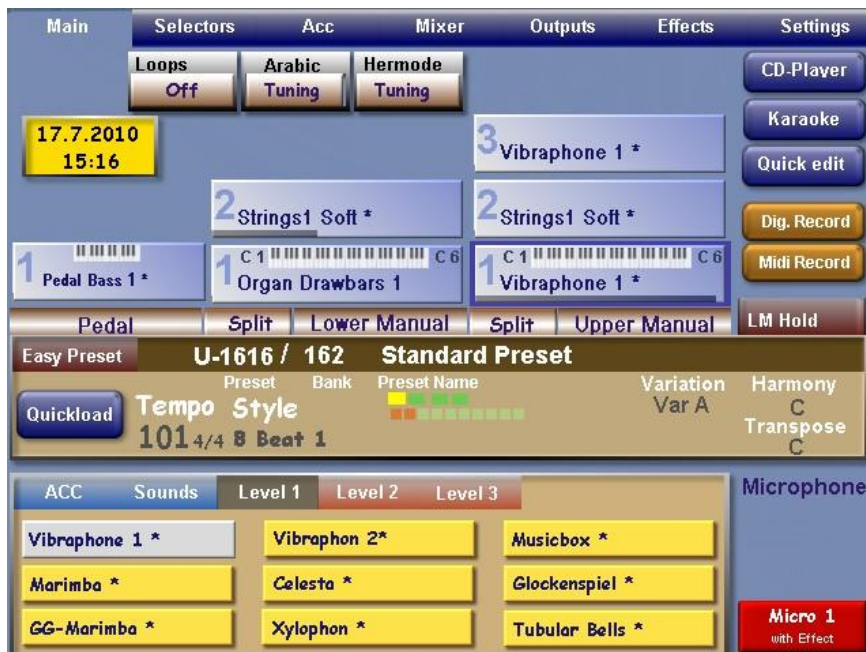 Main Selectors Acc Mixer Outputs Effects Settings
Loops Off
Arabic Tuning
Hermode Tuning
CD-Player
17.7.2010
15:16
Karaoke
3 Vibraphone 1 *
Quick edit
2 Strings1 Soft *
2 Strings1 Soft *
Dig. Record
1 Pedal Bass 1 *
C 1 C 6
1 Organ Drawbars 1
C 1 C 6
1 Vibraphone 1 *
Midi Record
Pedal Split Lower Manual Split Upper Manual
LM Hold
Easy Preset U-1616 / 162 Standard Preset
Preset Bank Preset Name
Quickload
Tempo Style
101 4/4 8 Beat 1
Variation
Var A
Harmony
C
Transpose
C
ACC Sounds Level 1 Level 2 Level 3
Microphone
Vibraphone 1 * Vibraphon 2* Musicbox *
Marimba * Celesta * Glockenspiel *
GG-Marimba * Xylophon * Tubular Bells *
Micro 1
with Effect